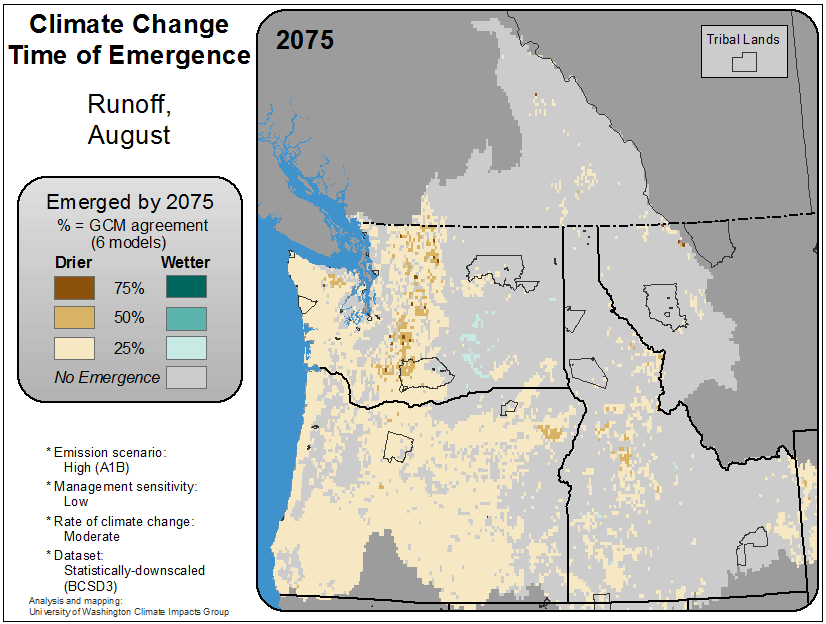 Climate Change
Time of Emergence
Runoff,
August
Emerged by 2075
% = GCM agreement
(6 models)
Drier Wetter
75%
50%
25%
No Emergence
* Emission scenario:
High (A1B)
* Management sensitivity:
Low
* Rate of climate change:
Moderate
* Dataset:
Statistically-downscaled
(BCSD3)
Analysis and mapping:
University of Washington Climate Impacts Group
2075
Tribal Lands